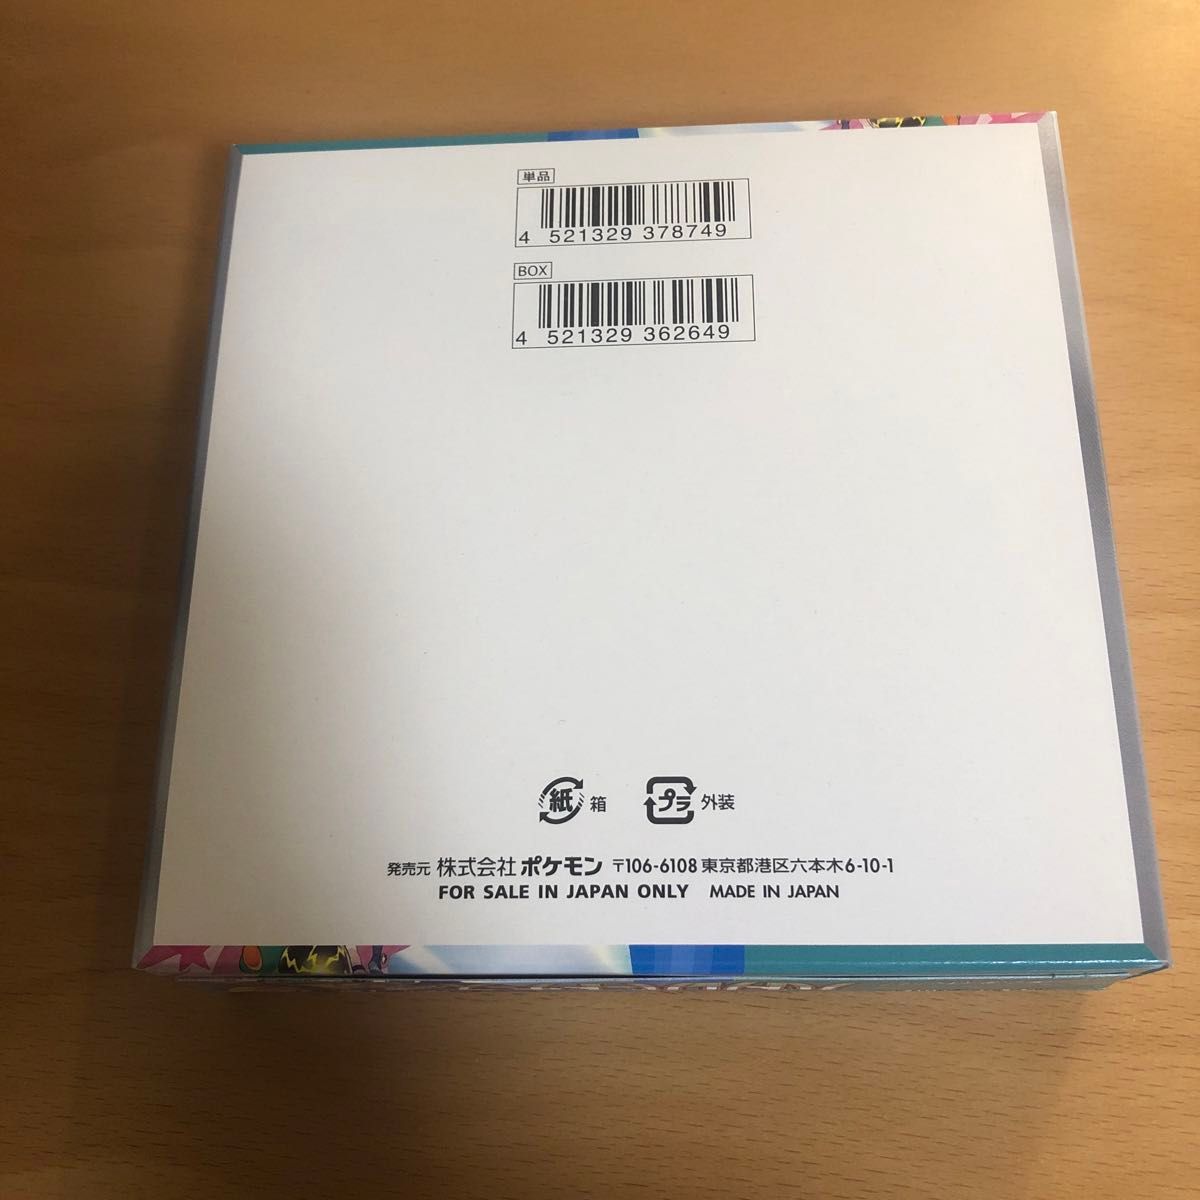 単品
4 521329 378749
BOX
4 521329 362649
紙 箱 プラ 外装
発売元 株式会社 ポケモン 〒106-6108 東京都港区六本木6-10-1
FOR SALE IN JAPAN ONLY MADE IN JAPAN